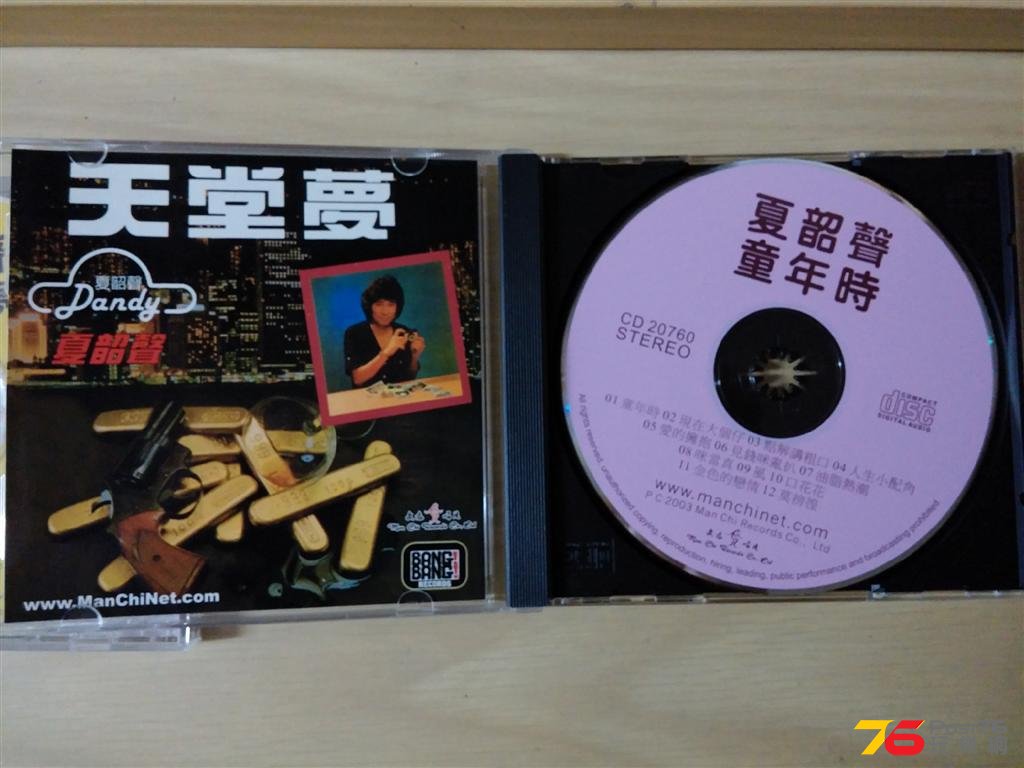 天堂夢
夏韶聲
Dandy
夏韶聲
BANG!
BANG
RECORDS
www.ManChiNet.com
夏韶聲
童年時
CD 20760
STEREO
COMPACT
disc
DIGITAL AUDIO
01 童年時 02 現在大個仔 03 點解講粗口 04 人生小配角
05 愛的擁抱 06 見錢咪亂扒 07 油脂熱潮
08 咪當真 09 風 10 口花花
11 金色的戀情 12 莫徬徨
www.manchinet.com
P C 2003 Man Chi Records Co., Ltd
All rights reserved, unauthorized copying, reproduction, hiring, leading, public performance and broadcasting prohibited
76